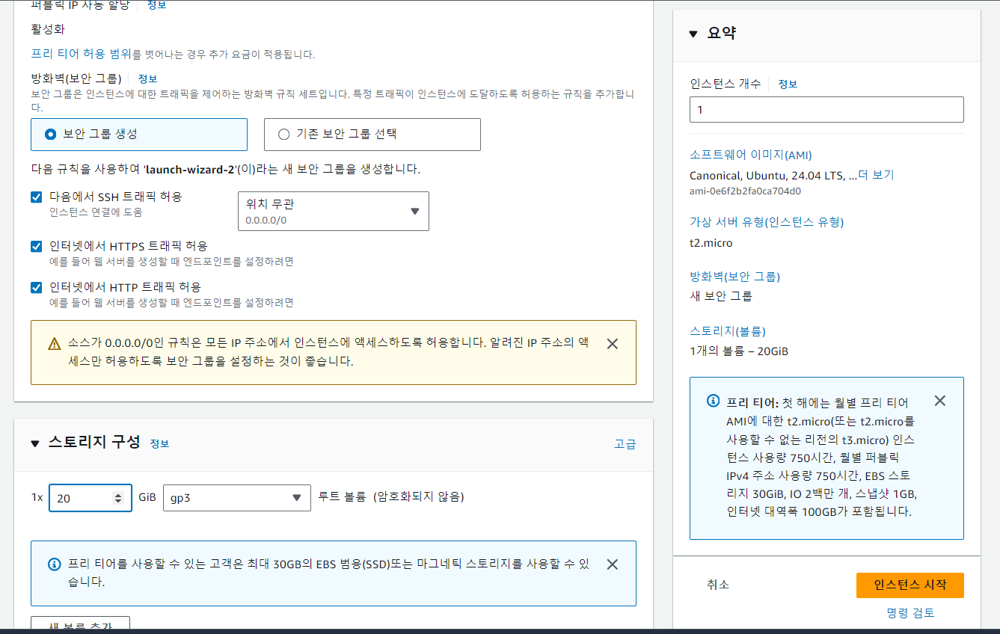 퍼블릭 IP 자동 할당 정보
활성화
프리 티어 허용 범위를 벗어나는 경우 추가 요금이 적용됩니다.
방화벽(보안 그룹) 정보
보안 그룹은 인스턴스에 대한 트래픽을 제어하는 방화벽 규칙 세트입니다. 특정 트래픽이 인스턴스에 도달하도록 허용하는 규칙을 추가합니
다.
보안 그룹 생성
기존 보안 그룹 선택
다음 규칙을 사용하여 'launch-wizard-2'(이)라는 새 보안 그룹을 생성합니다.
다음에서 SSH 트래픽 허용
인스턴스 연결에 도움
위치 무관
0.0.0.0/0
인터넷에서 HTTPS 트래픽 허용
예를 들어 웹 서버를 생성할 때 엔드포인트를 설정하려면
인터넷에서 HTTP 트래픽 허용
예를 들어 웹 서버를 생성할 때 엔드포인트를 설정하려면
소스가 0.0.0.0/0인 규칙은 모든 IP 주소에서 인스턴스에 액세스하도록 허용합니다. 알려진 IP 주소의 액
세스만 허용하도록 보안 그룹을 설정하는 것이 좋습니다.
스토리지 구성 정보
고급
1x 20 GiB gp3 루트 볼륨 (암호화되지 않음)
프리 티어를 사용할 수 있는 고객은 최대 30GB의 EBS 범용(SSD)또는 마그네틱 스토리지를 사용할 수 있
습니다.
새 볼륨 추가
요약
인스턴스 개수 정보
1
소프트웨어 이미지(AMI)
Canonical, Ubuntu, 24.04 LTS, ...더 보기
ami-0e6f2b2fa0ca704d0
가상 서버 유형(인스턴스 유형)
t2.micro
방화벽(보안 그룹)
새 보안 그룹
스토리지(볼륨)
1개의 볼륨 – 20GiB
프리 티어: 첫 해에는 월별 프리 티어
AMI에 대한 t2.micro(또는 t2.micro를
사용할 수 없는 리전의 t3.micro) 인스
턴스 사용량 750시간, 월별 퍼블릭
IPv4 주소 사용량 750시간, EBS 스토
리지 30GiB, IO 2백만 개, 스냅샷 1GB,
인터넷 대역폭 100GB가 포함됩니다.
취소
인스턴스 시작
명령 검토